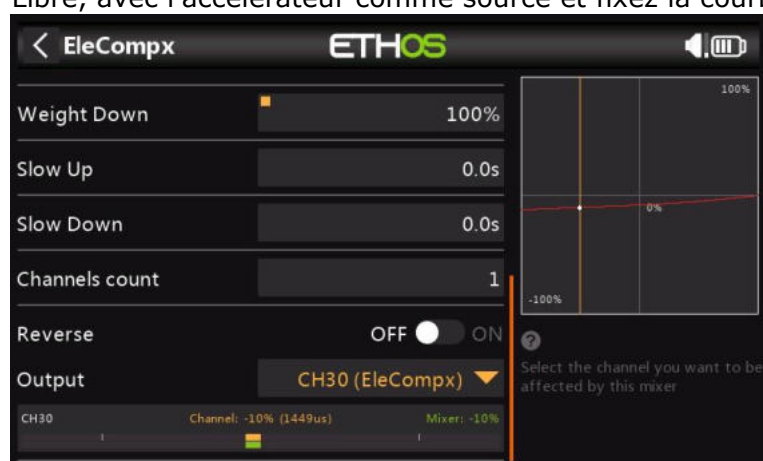 Libre, avec l'accélérateur comme source et fixez la cour
EleCompx
ETHOS
Weight Down 100%
Slow Up 0.0s
Slow Down 0.0s
Channels count 1
Reverse OFF ON
Output CH30 (EleCompx)
CH30 Channel: -10% (1449us) Mixer: -10%
100%
0%
-100%
?
Select the channel you want to be
affected by this mixer